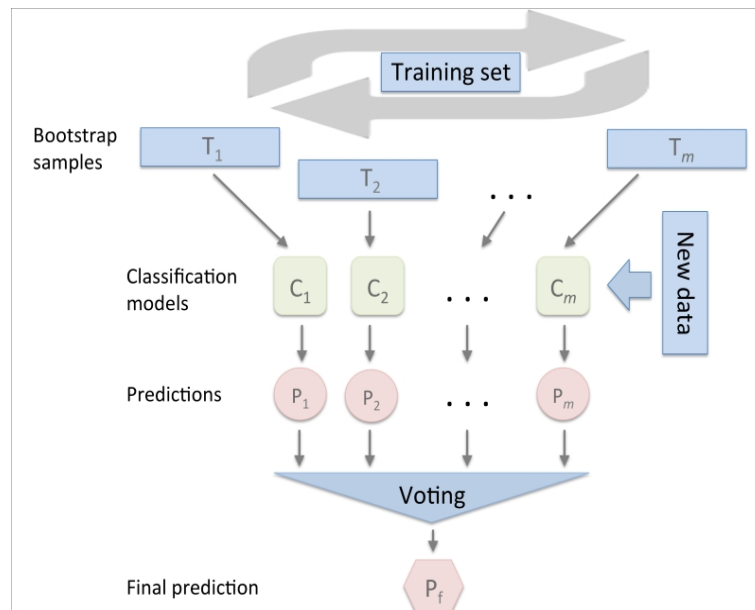 Training set
Bootstrap
samples
T1
T2
. . .
Tm
New data
Classification
models
C1
C2
. . .
Cm
Predictions
P1
P2
. . .
Pm
Voting
Final prediction
Pf